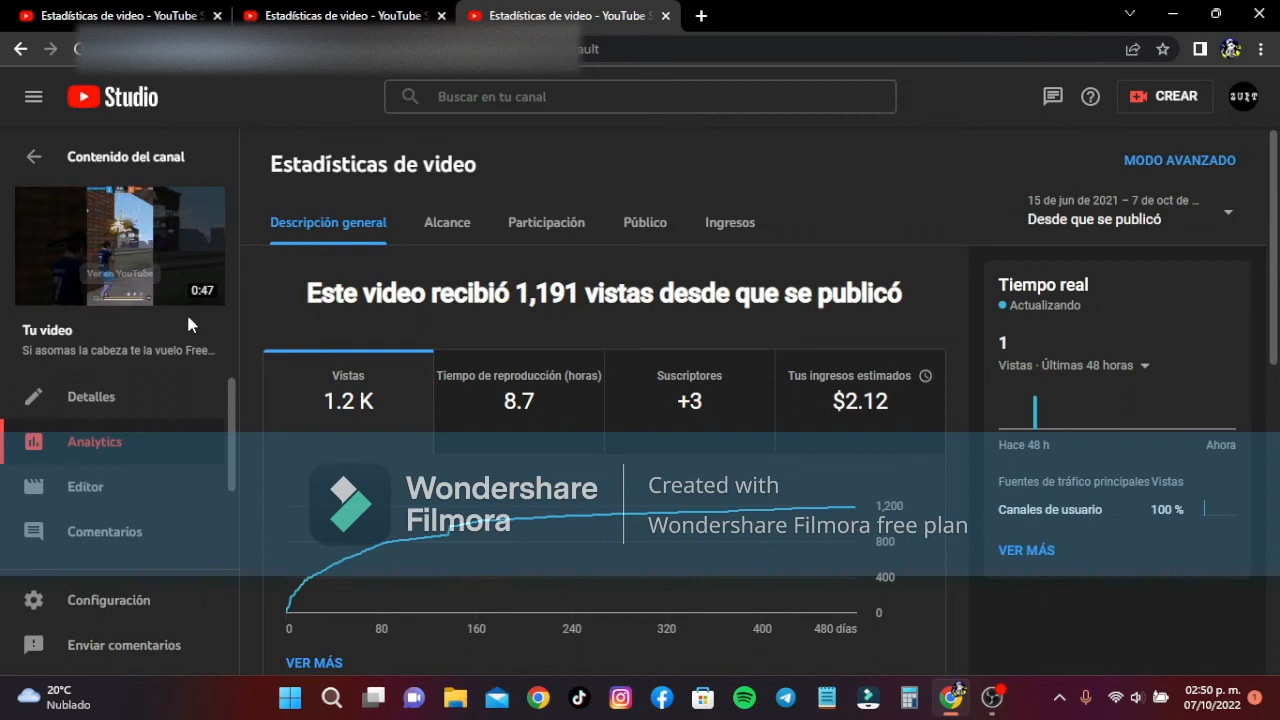 Estadísticas de video - YouTube S
Estadísticas de video - YouTube S
Estadísticas de video - YouTube S
ault
Studio
Buscar en tu canal
CREAR
ZURT
Contenido del canal
Ver en YouTube
0:47
Tu video
Si asomas la cabeza te la vuelo Free...
Detalles
Analytics
Editor
Comentarios
Configuración
Enviar comentarios
Estadísticas de video
MODO AVANZADO
Descripción general
Alcance
Participación
Público
Ingresos
15 de jun de 2021 – 7 de oct de ...
Desde que se publicó
Este video recibió 1,191 vistas desde que se publicó
Vistas
1.2 K
Tiempo de reproducción (horas)
8.7
Suscriptores
+3
Tus ingresos estimados
$2.12
1,200
800
400
0
0
80
160
240
320
400
480 días
VER MÁS
Tiempo real
Actualizando
1
Vistas · Últimas 48 horas
Hace 48 h
Ahora
Fuentes de tráfico principales Vistas
Canales de usuario
100 %
VER MÁS
Wondershare
Filmora
Created with
Wondershare Filmora free plan
20°C
Nublado
02:50 p. m.
07/10/2022
1